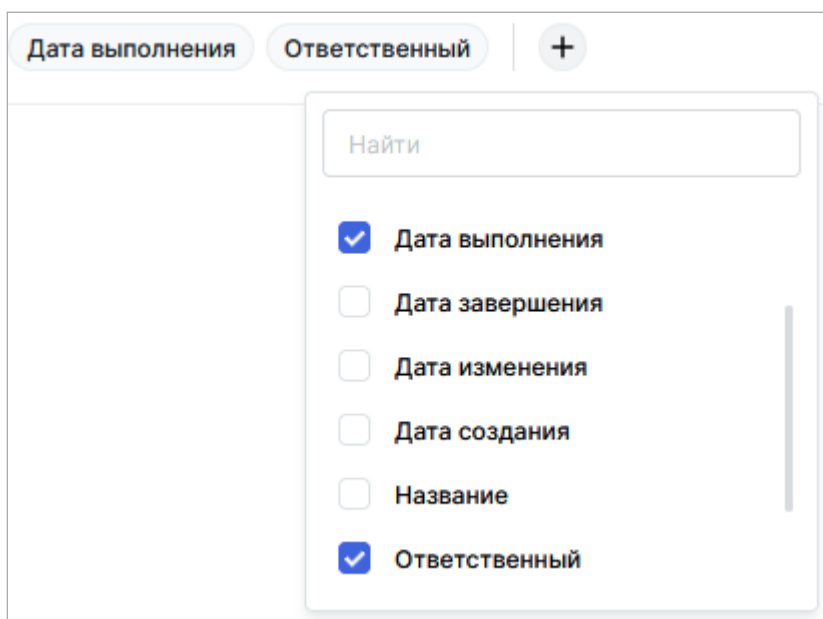 Дата выполнения Ответственный +
Найти
Дата выполнения
Дата завершения
Дата изменения
Дата создания
Название
Ответственный